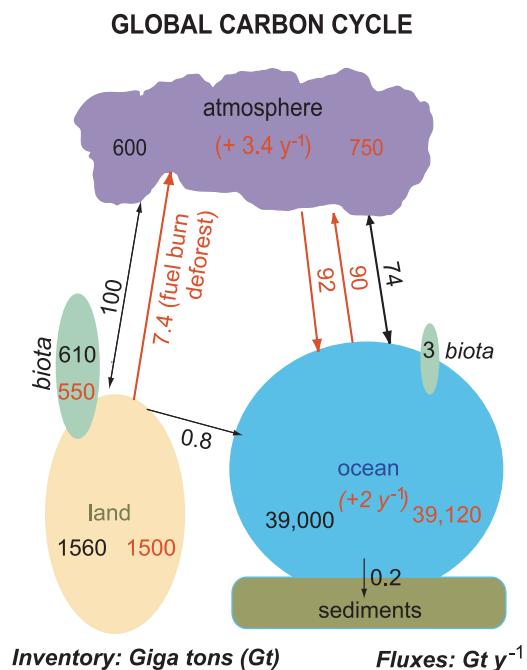 GLOBAL CARBON CYCLE
atmosphere
600
(+ 3.4 y⁻¹)
750
100
7.4 (fuel burn
deforest)
92
90
74
biota
610
550
3 biota
0.8
land
1560
1500
ocean
(+2 y⁻¹)
39,000
39,120
0.2
sediments
Inventory: Giga tons (Gt)
Fluxes: Gt y⁻¹